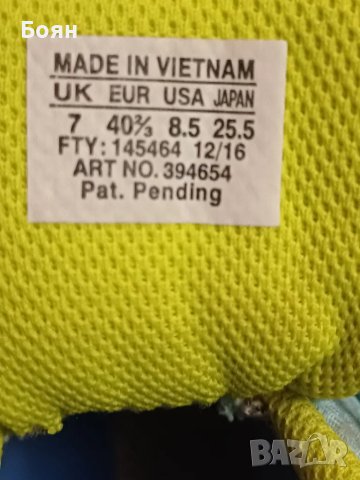 Боян
MADE IN VIETNAM
UK EUR USA JAPAN
7 40⅔ 8.5 25.5
FTY: 145464 12/16
ART NO. 394654
Pat. Pending
BAZAR